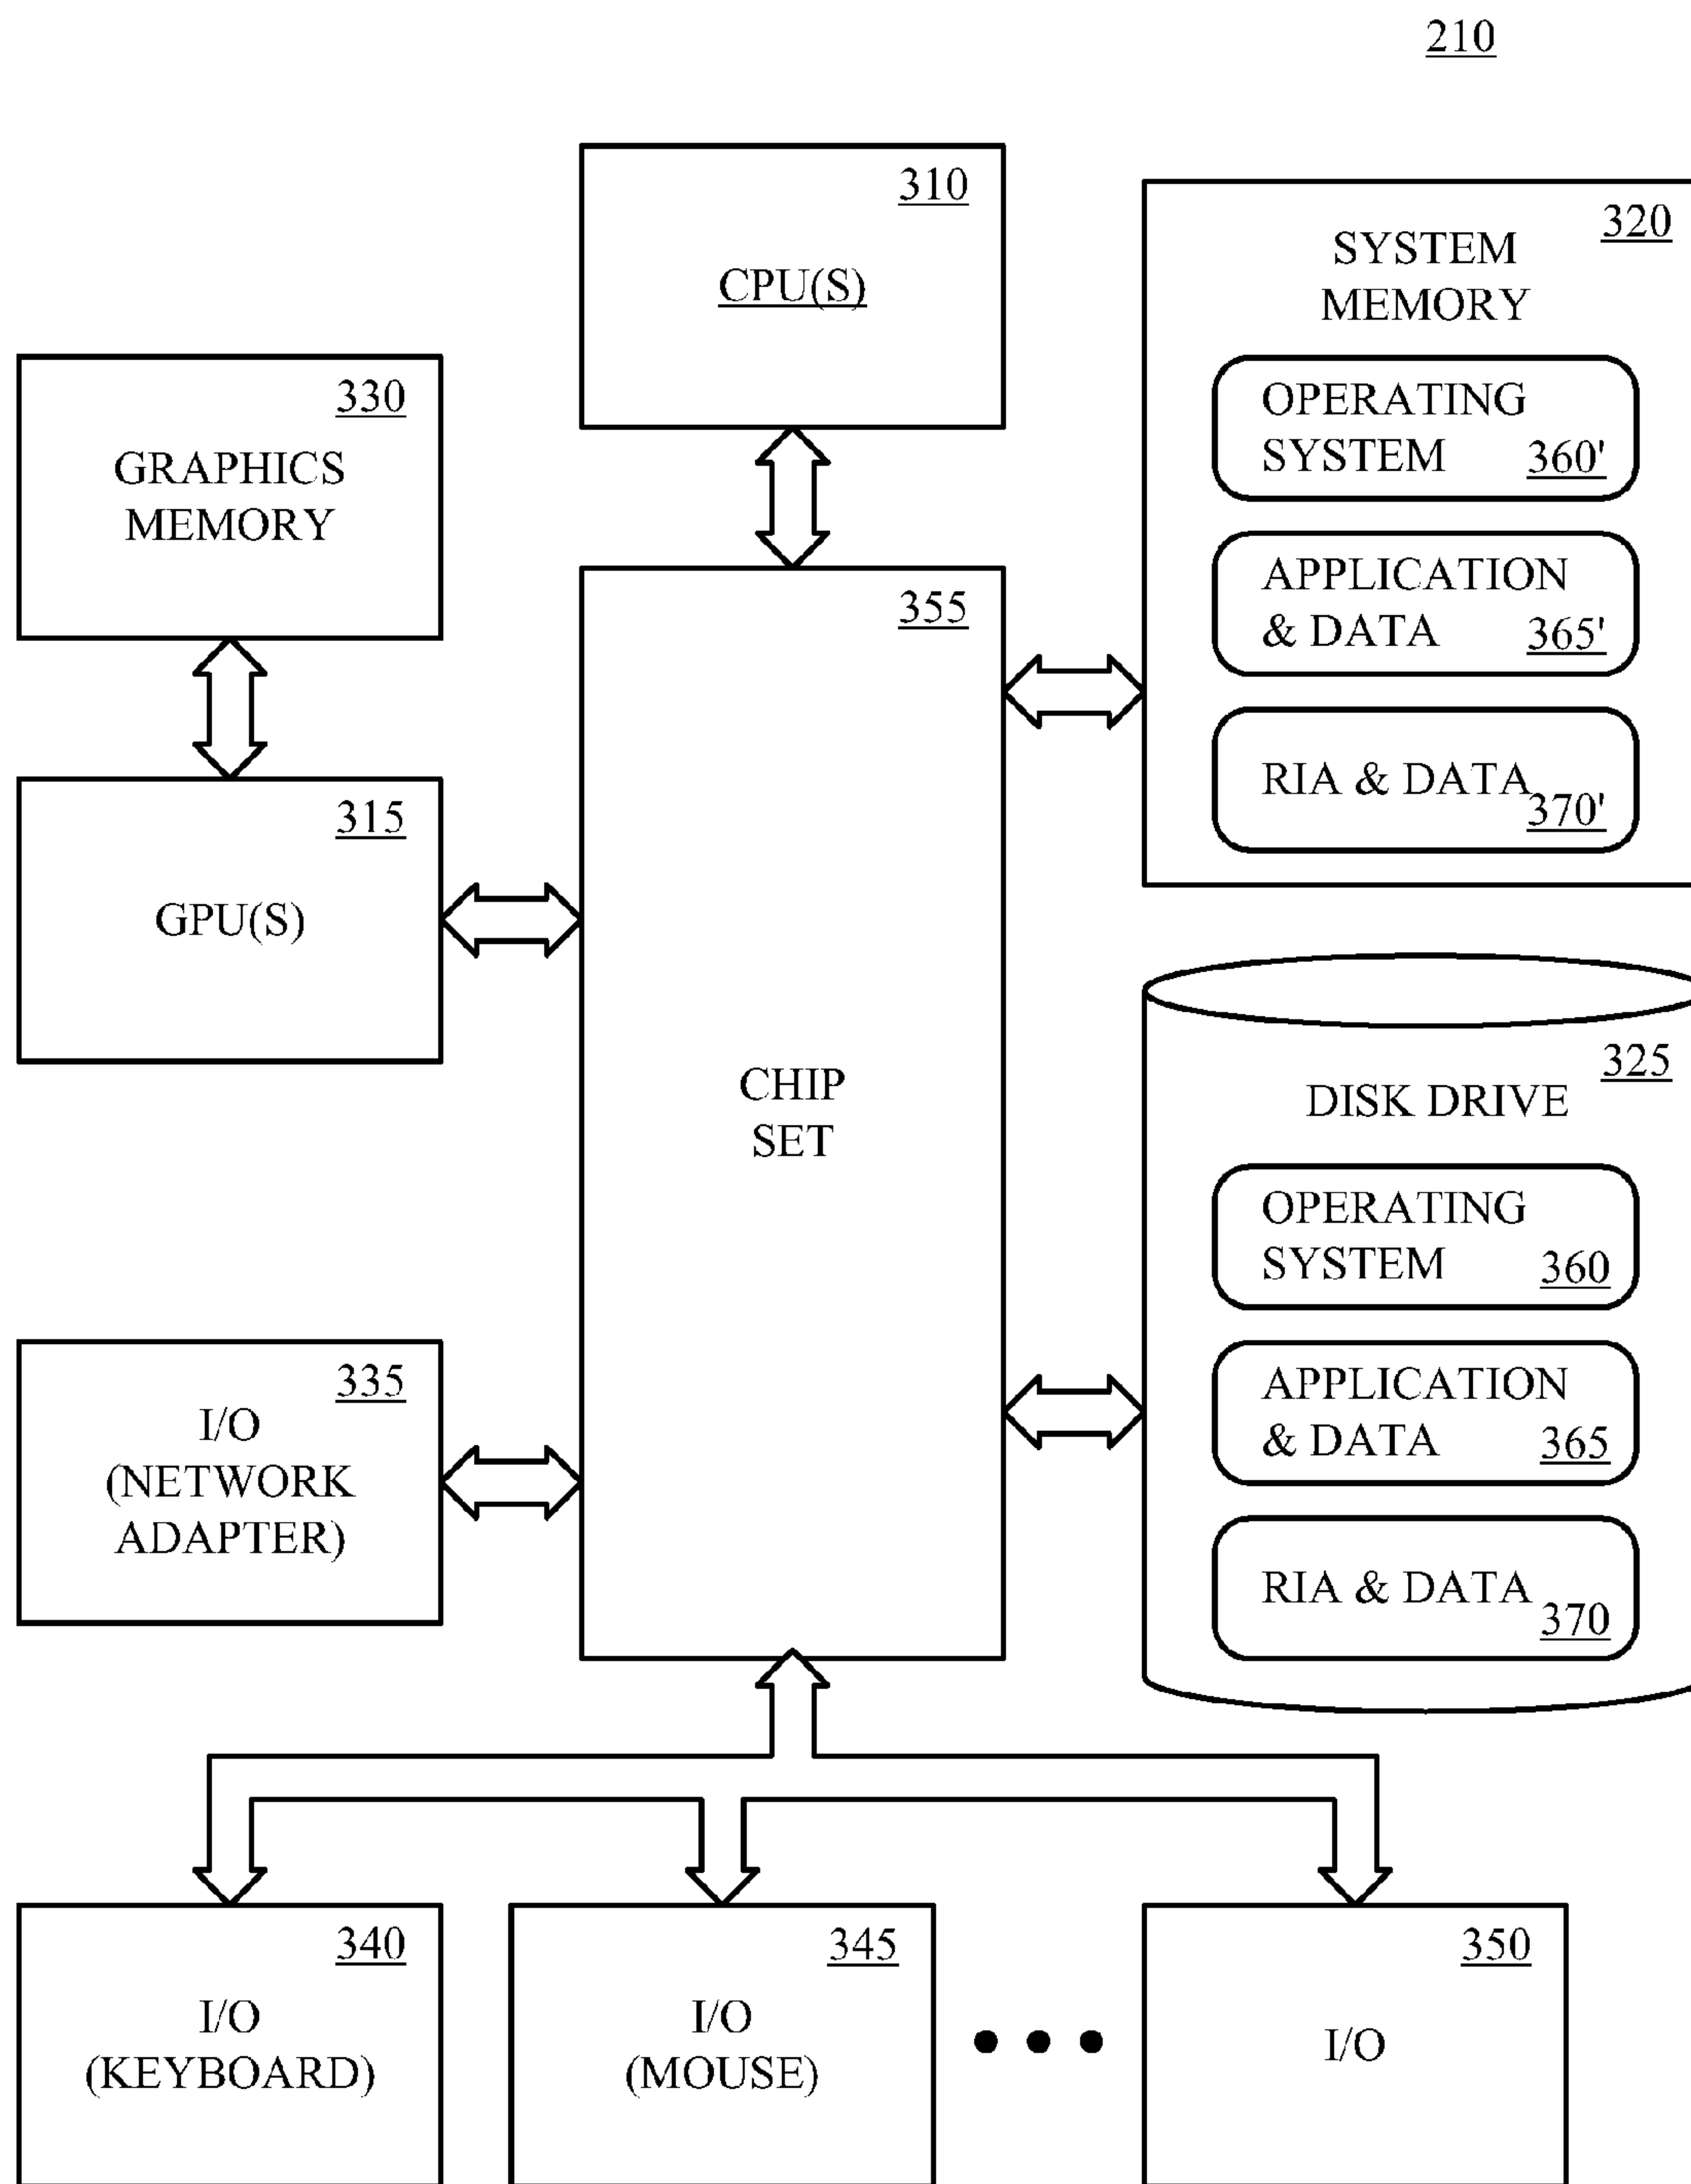 210
310
CPU(S)
320
SYSTEM
MEMORY
OPERATING
SYSTEM 360'
APPLICATION
& DATA 365'
RIA & DATA
370'
330
GRAPHICS
MEMORY
355
CHIP
SET
315
GPU(S)
325
DISK DRIVE
OPERATING
SYSTEM 360
APPLICATION
& DATA 365
RIA & DATA
370
335
I/O
(NETWORK
ADAPTER)
340
I/O
(KEYBOARD)
345
I/O
(MOUSE)
350
I/O